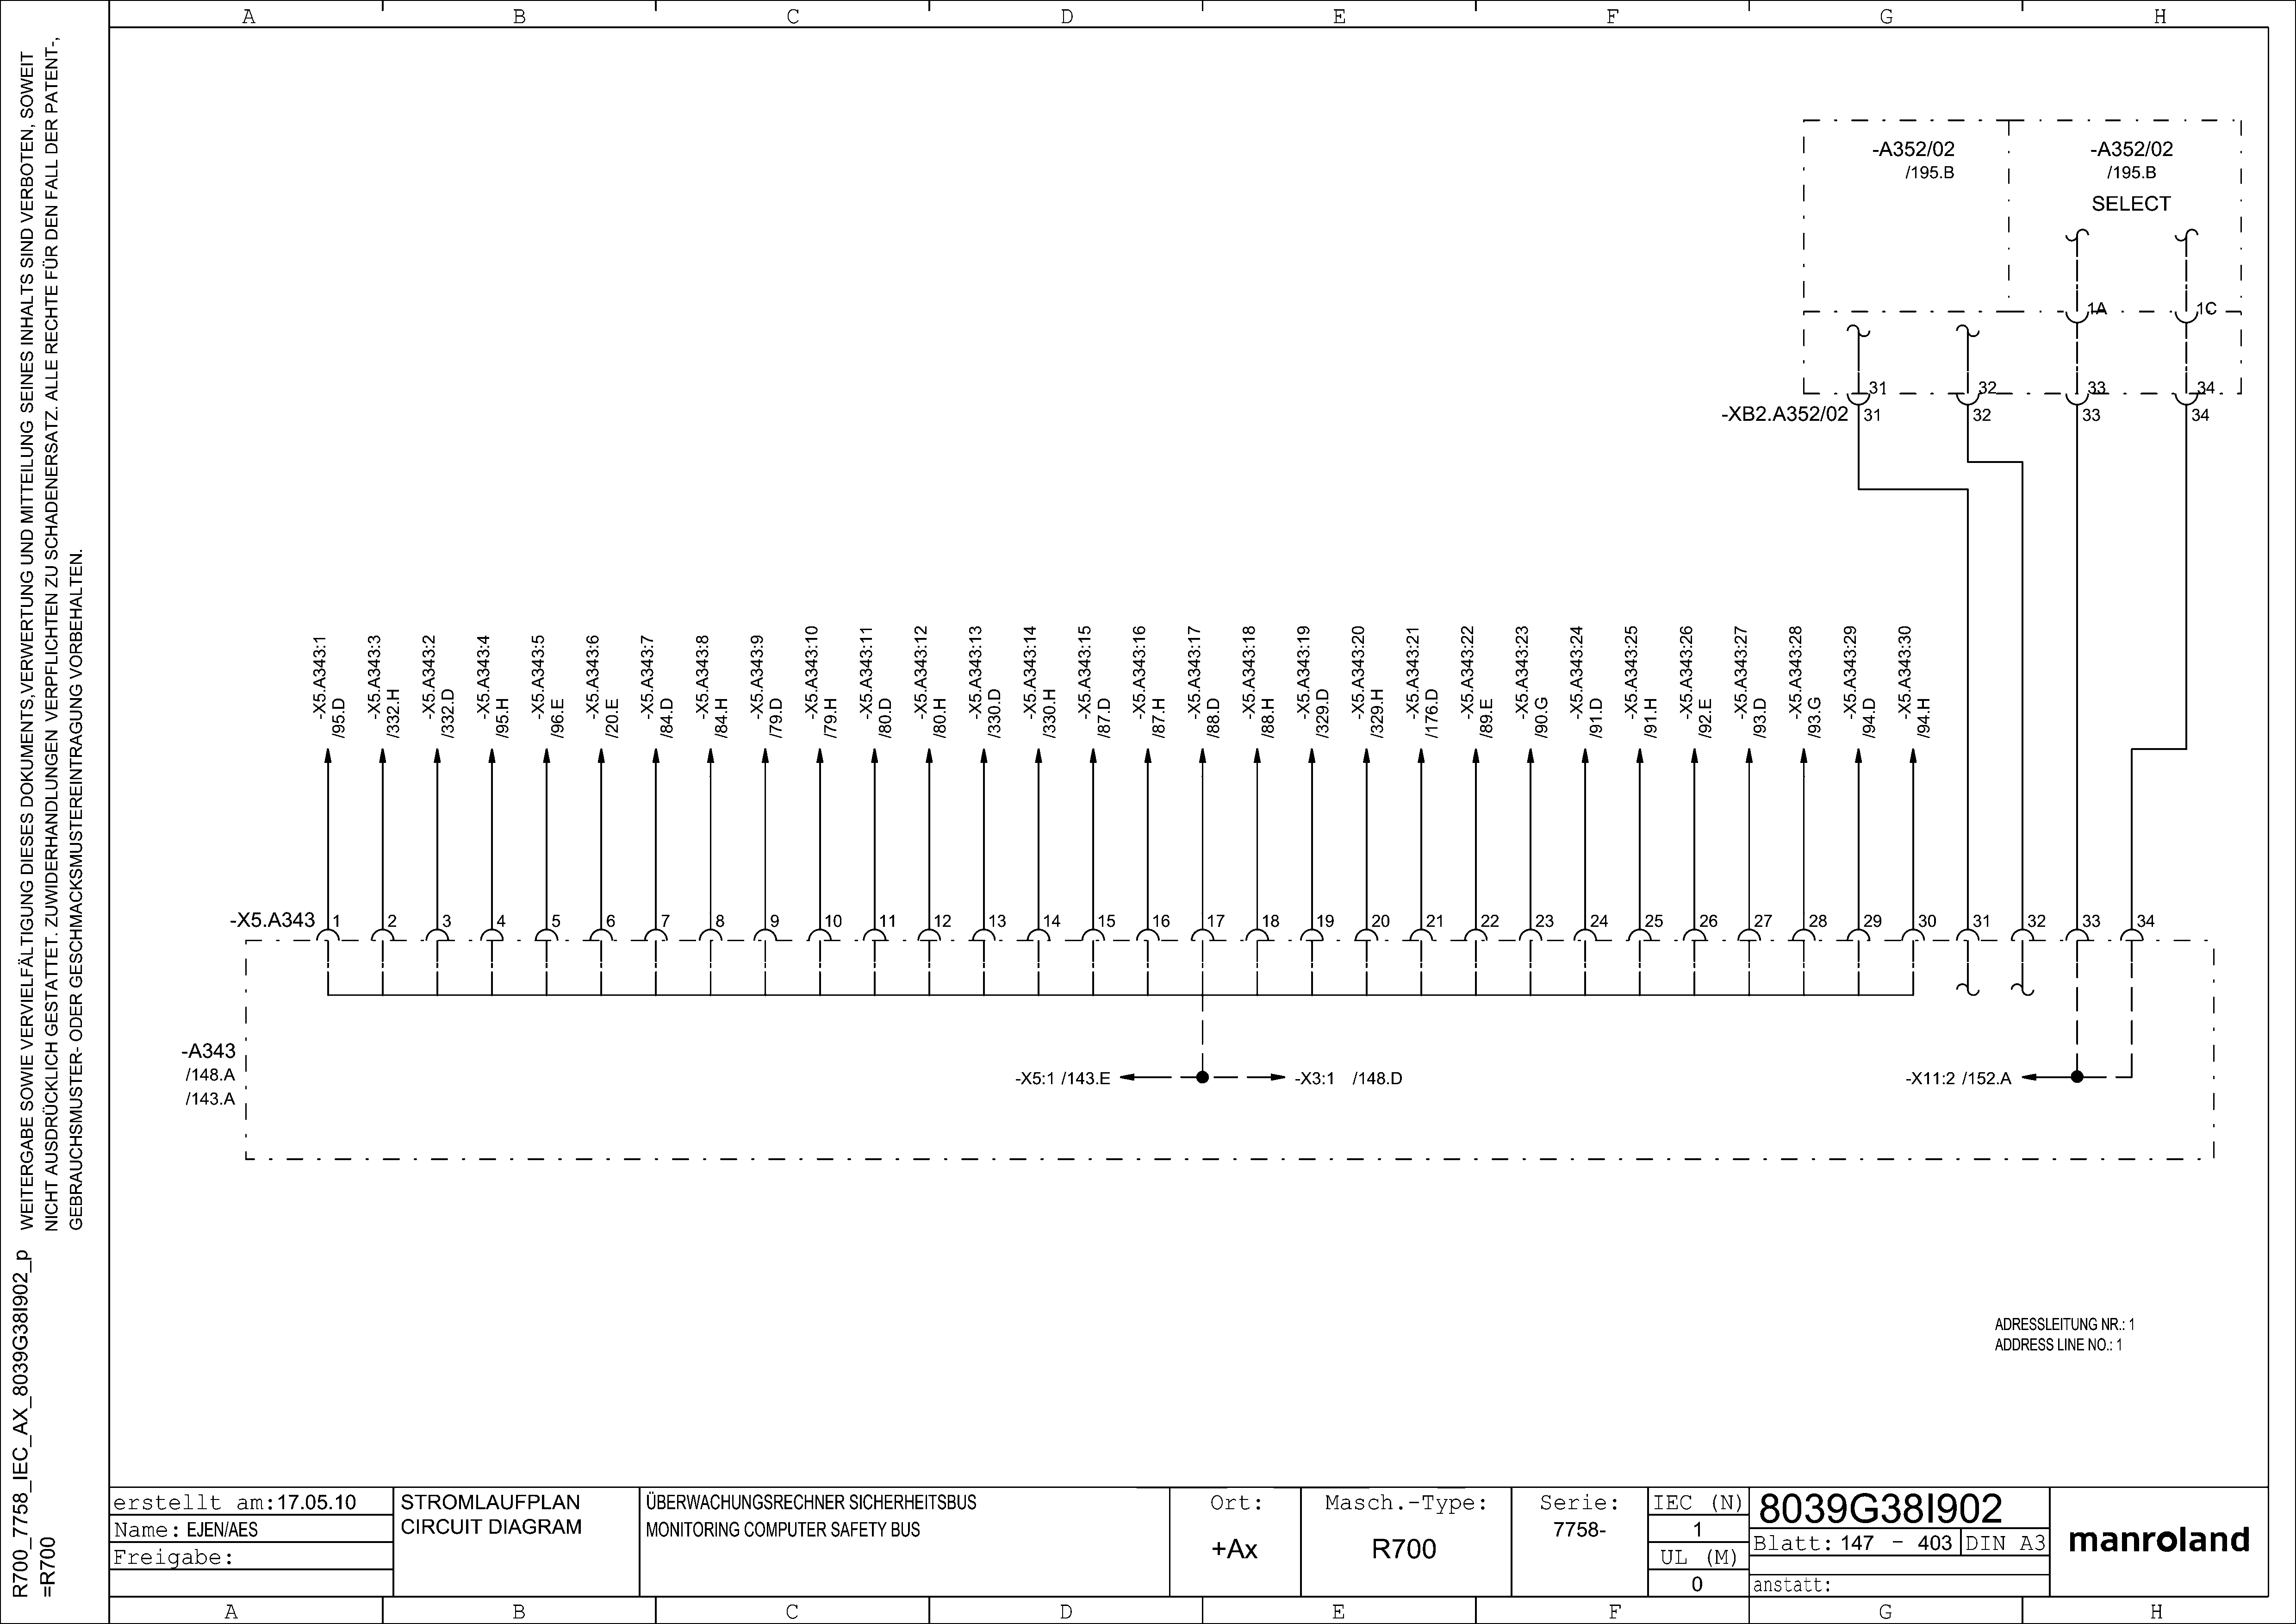 A B C D E F G H
WEITERGABE SOWIE VERVIELFÄLTIGUNG DIESES DOKUMENTS,VERWERTUNG UND MITTEILUNG SEINES INHALTS SIND VERBOTEN, SOWEIT
NICHT AUSDRÜCKLICH GESTATTET. ZUWIDERHANDLUNGEN VERPFLICHTEN ZU SCHADENERSATZ. ALLE RECHTE FÜR DEN FALL DER PATENT-,
GEBRAUCHSMUSTER- ODER GESCHMACKSMUSTEREINTRAGUNG VORBEHALTEN.
R700_7758_IEC_AX_8039G38I902_p
=R700
-A352/02 -A352/02
/195.B /195.B
SELECT
1A 1C
31 32 33 34
-XB2.A352/02 31 32 33 34
-X5.A343:1
/95.D
-X5.A343:3
/332.H
-X5.A343:2
/332.D
-X5.A343:4
/95.H
-X5.A343:5
/96.E
-X5.A343:6
/20.E
-X5.A343:7
/84.D
-X5.A343:8
/84.H
-X5.A343:9
/79.D
-X5.A343:10
/79.H
-X5.A343:11
/80.D
-X5.A343:12
/80.H
-X5.A343:13
/330.D
-X5.A343:14
/330.H
-X5.A343:15
/87.D
-X5.A343:16
/87.H
-X5.A343:17
/88.D
-X5.A343:18
/88.H
-X5.A343:19
/329.D
-X5.A343:20
/329.H
-X5.A343:21
/176.D
-X5.A343:22
/89.E
-X5.A343:23
/90.G
-X5.A343:24
/91.D
-X5.A343:25
/91.H
-X5.A343:26
/92.E
-X5.A343:27
/93.D
-X5.A343:28
/93.G
-X5.A343:29
/94.D
-X5.A343:30
/94.H
-X5.A343 1 2 3 4 5 6 7 8 9 10 11 12 13 14 15 16 17 18 19 20 21 22 23 24 25 26 27 28 29 30 31 32 33 34
-A343
/148.A
/143.A
-X5:1 /143.E -X3:1 /148.D -X11:2 /152.A
ADRESSLEITUNG NR.: 1
ADDRESS LINE NO.: 1
erstellt am:17.05.10
Name: EJEN/AES
Freigabe:
STROMLAUFPLAN
CIRCUIT DIAGRAM
ÜBERWACHUNGSRECHNER SICHERHEITSBUS
MONITORING COMPUTER SAFETY BUS
Ort:
+Ax
Masch.-Type:
R700
Serie:
7758-
IEC (N)
1
UL (M)
0
8039G38I902
Blatt: 147 - 403 DIN A3
anstatt:
manroland
A B C D E F G H